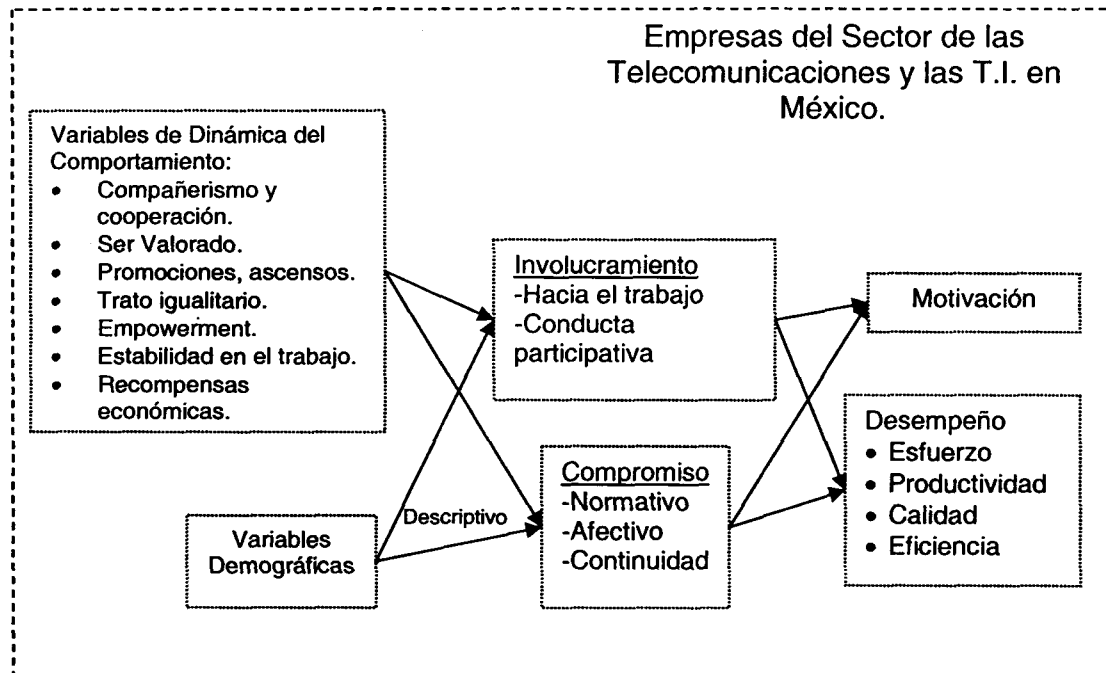 Empresas del Sector de las
Telecomunicaciones y las T.I. en
México.
Variables de Dinámica del
Comportamiento:
• Compañerismo y
cooperación.
• Ser Valorado.
• Promociones, ascensos.
• Trato igualitario.
• Empowerment.
• Estabilidad en el trabajo.
• Recompensas
económicas.
Involucramiento
-Hacia el trabajo
-Conducta
participativa
Motivación
Desempeño
• Esfuerzo
• Productividad
• Calidad
• Eficiencia
Compromiso
-Normativo
-Afectivo
-Continuidad
Descriptivo
Variables
Demográficas